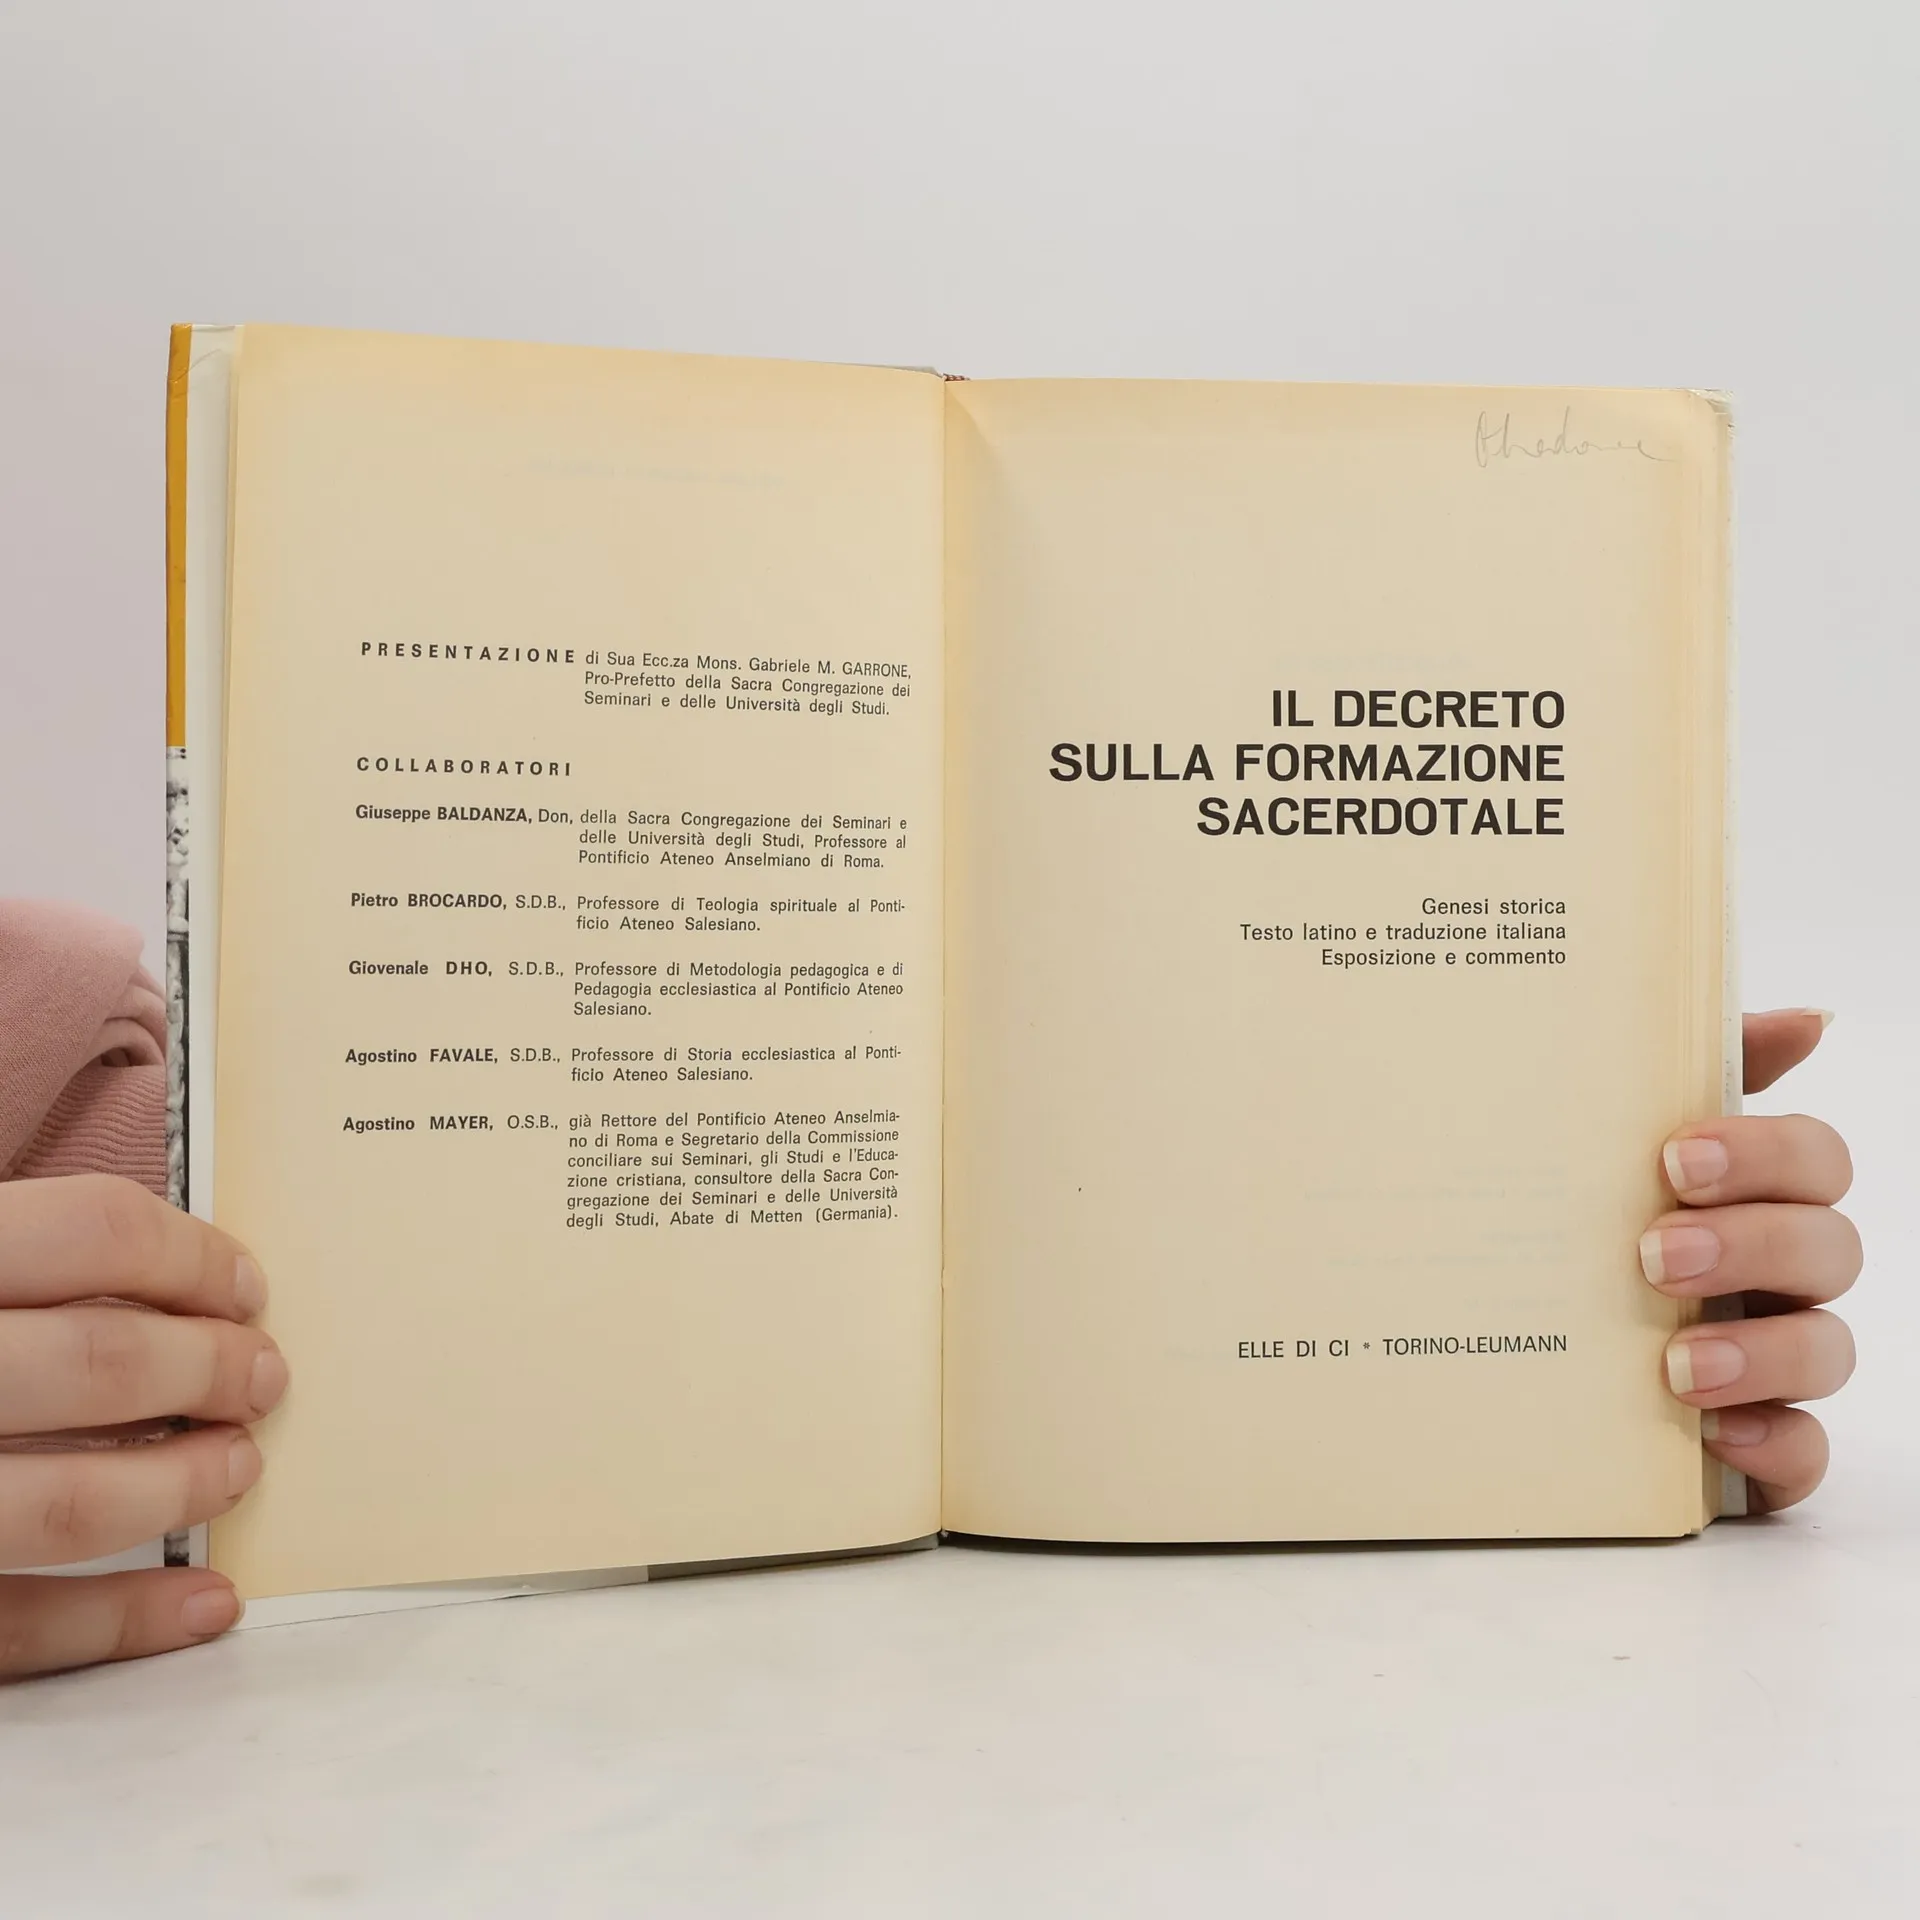 PRESENTAZIONE di Sua Ecc.za Mons. Gabriele M. GARRONE,
Pro-Prefetto della Sacra Congregazione dei
Seminari e delle Università degli Studi.
COLLABORATORI
Giuseppe BALDANZA, Don, della Sacra Congregazione dei Seminari e
delle Università degli Studi, Professore al
Pontificio Ateneo Anselmiano di Roma.
Pietro BROCARDO, S.D.B., Professore di Teologia spirituale al Ponti-
ficio Ateneo Salesiano.
Giovenale DHO, S.D.B., Professore di Metodologia pedagogica e di
Pedagogia ecclesiastica al Pontificio Ateneo
Salesiano.
Agostino FAVALE, S.D.B., Professore di Storia ecclesiastica al Ponti-
ficio Ateneo Salesiano.
Agostino MAYER, O.S.B., già Rettore del Pontificio Ateneo Anselmia-
no di Roma e Segretario della Commissione
conciliare sui Seminari, gli Studi e l'Educa-
zione cristiana, consultore della Sacra Con-
gregazione dei Seminari e delle Università
degli Studi, Abate di Metten (Germania).
IL DECRETO
SULLA FORMAZIONE
SACERDOTALE
Genesi storica
Testo latino e traduzione italiana
Esposizione e commento
ELLE DI CI * TORINO-LEUMANN